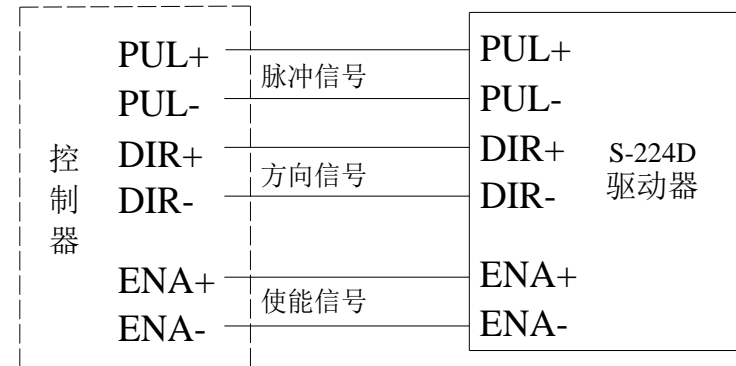 PUL+
PUL-
DIR+
DIR-
ENA+
ENA-
控制器
脉冲信号
方向信号
使能信号
PUL+
PUL-
DIR+
DIR-
ENA+
ENA-
S-224D
驱动器